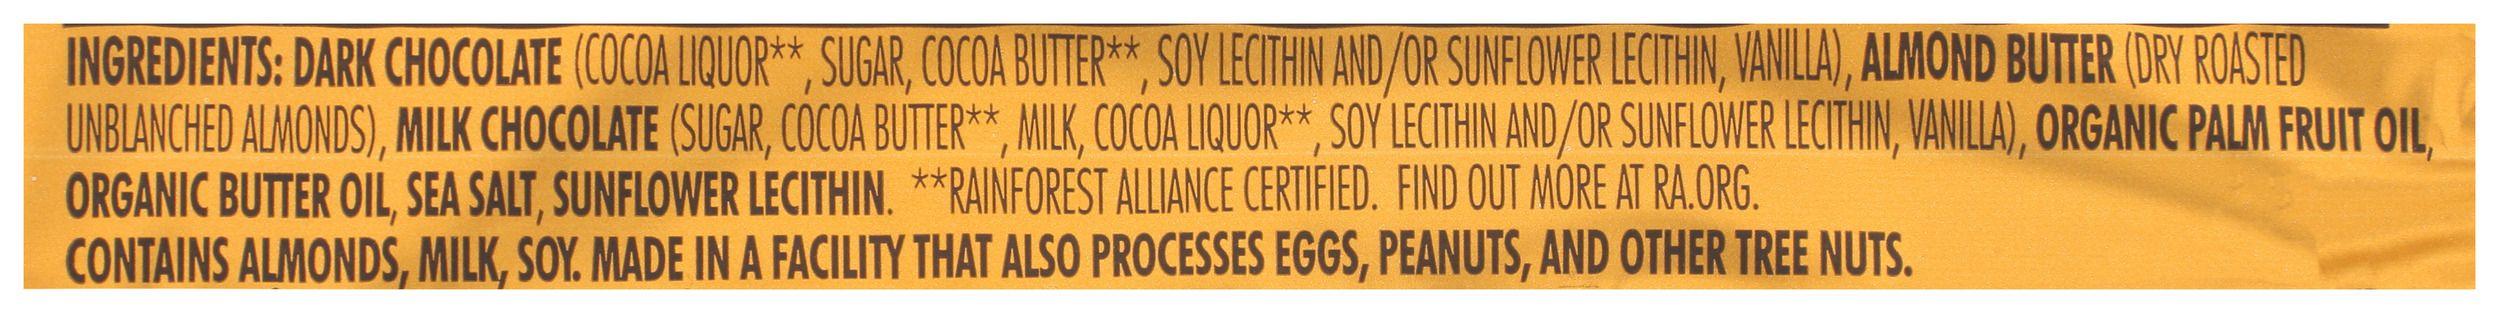 INGREDIENTS: DARK CHOCOLATE (COCOA LIQUOR**, SUGAR, COCOA BUTTER**, SOY LECITHIN AND/OR SUNFLOWER LECITHIN, VANILLA), ALMOND BUTTER (DRY ROASTED
UNBLANCHED ALMONDS), MILK CHOCOLATE (SUGAR, COCOA BUTTER**, MILK, COCOA LIQUOR**, SOY LECITHIN AND/OR SUNFLOWER LECITHIN, VANILLA), ORGANIC PALM FRUIT OIL,
ORGANIC BUTTER OIL, SEA SALT, SUNFLOWER LECITHIN. **RAINFOREST ALLIANCE CERTIFIED. FIND OUT MORE AT RA.ORG.
CONTAINS ALMONDS, MILK, SOY. MADE IN A FACILITY THAT ALSO PROCESSES EGGS, PEANUTS, AND OTHER TREE NUTS.